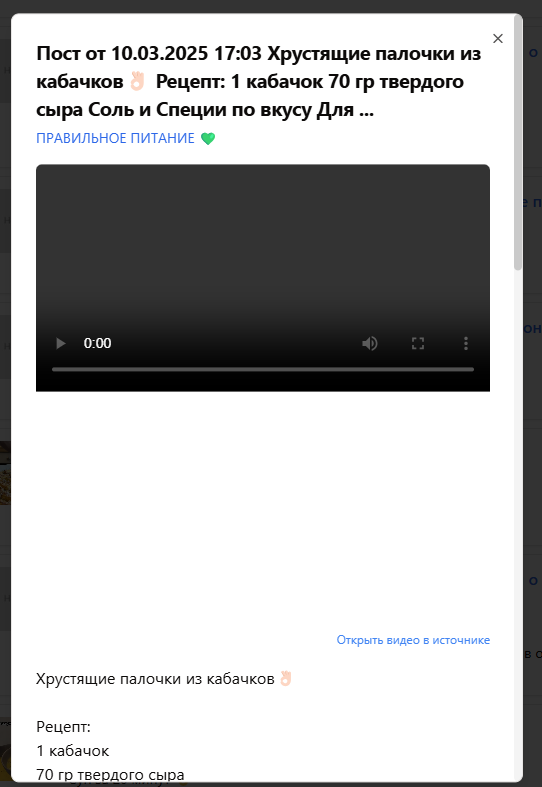 Пост от 10.03.2025 17:03 Хрустящие палочки из
кабачков👌🏻 Рецепт: 1 кабачок 70 гр твердого
сыра Соль и Специи по вкусу Для ...
ПРАВИЛЬНОЕ ПИТАНИЕ 💚
0:00
Открыть видео в источнике
Хрустящие палочки из кабачков👌🏻
Рецепт:
1 кабачок
70 гр твердого сыра